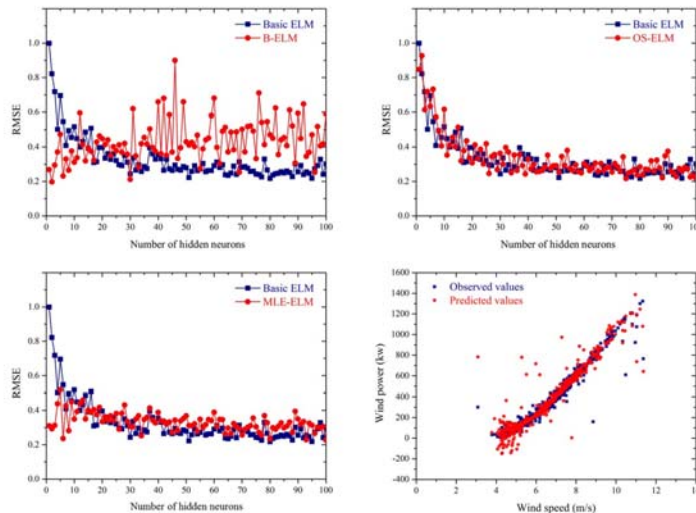 Basic ELM
B-ELM
RMSE
1.0
0.8
0.6
0.4
0.2
0.0
0 10 20 30 40 50 60 70 80 90 100
Number of hidden neurons
Basic ELM
OS-ELM
RMSE
1.0
0.8
0.6
0.4
0.2
0.0
0 10 20 30 40 50 60 70 80 90 100
Number of hidden neurons
Basic ELM
MLE-ELM
RMSE
1.0
0.8
0.6
0.4
0.2
0.0
0 10 20 30 40 50 60 70 80 90 100
Number of hidden neurons
Observed values
Predicted values
Wind power (kw)
1600
1400
1200
1000
800
600
400
200
0
-200
-400
0 2 4 6 8 10 12
Wind speed (m/s)